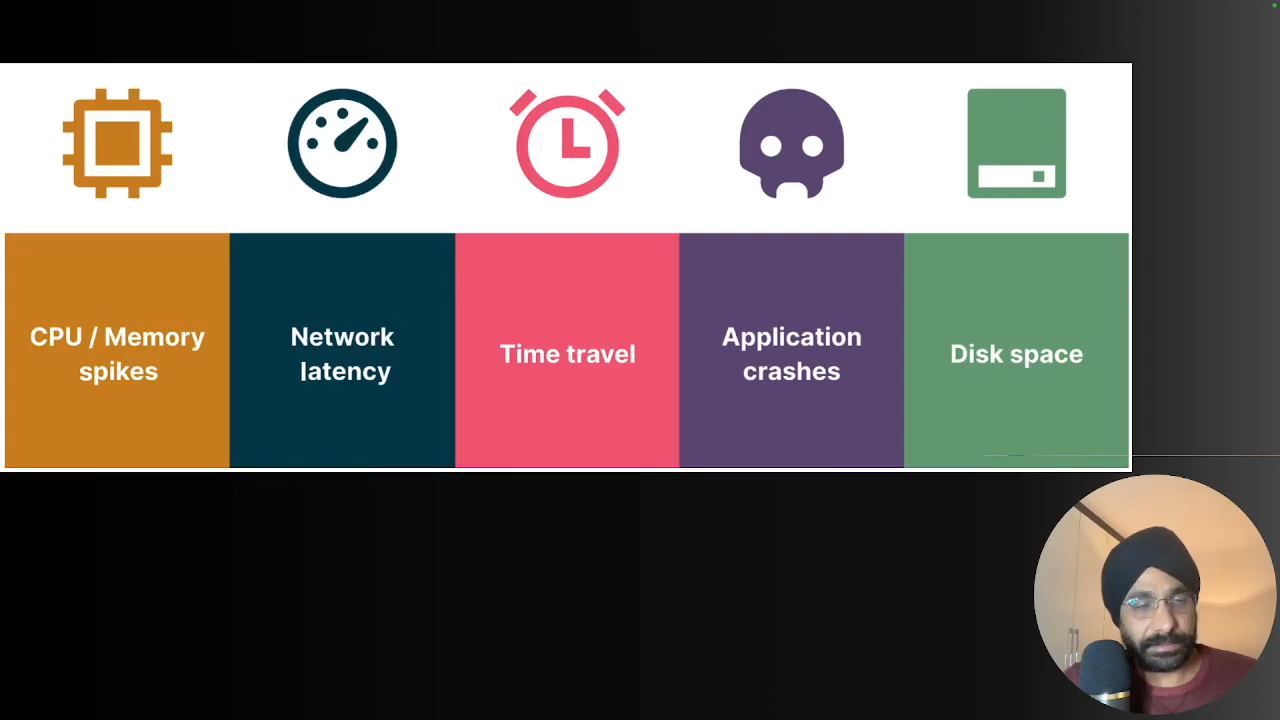 CPU / Memory
spikes
Network
latency
Time travel
Application
crashes
Disk space